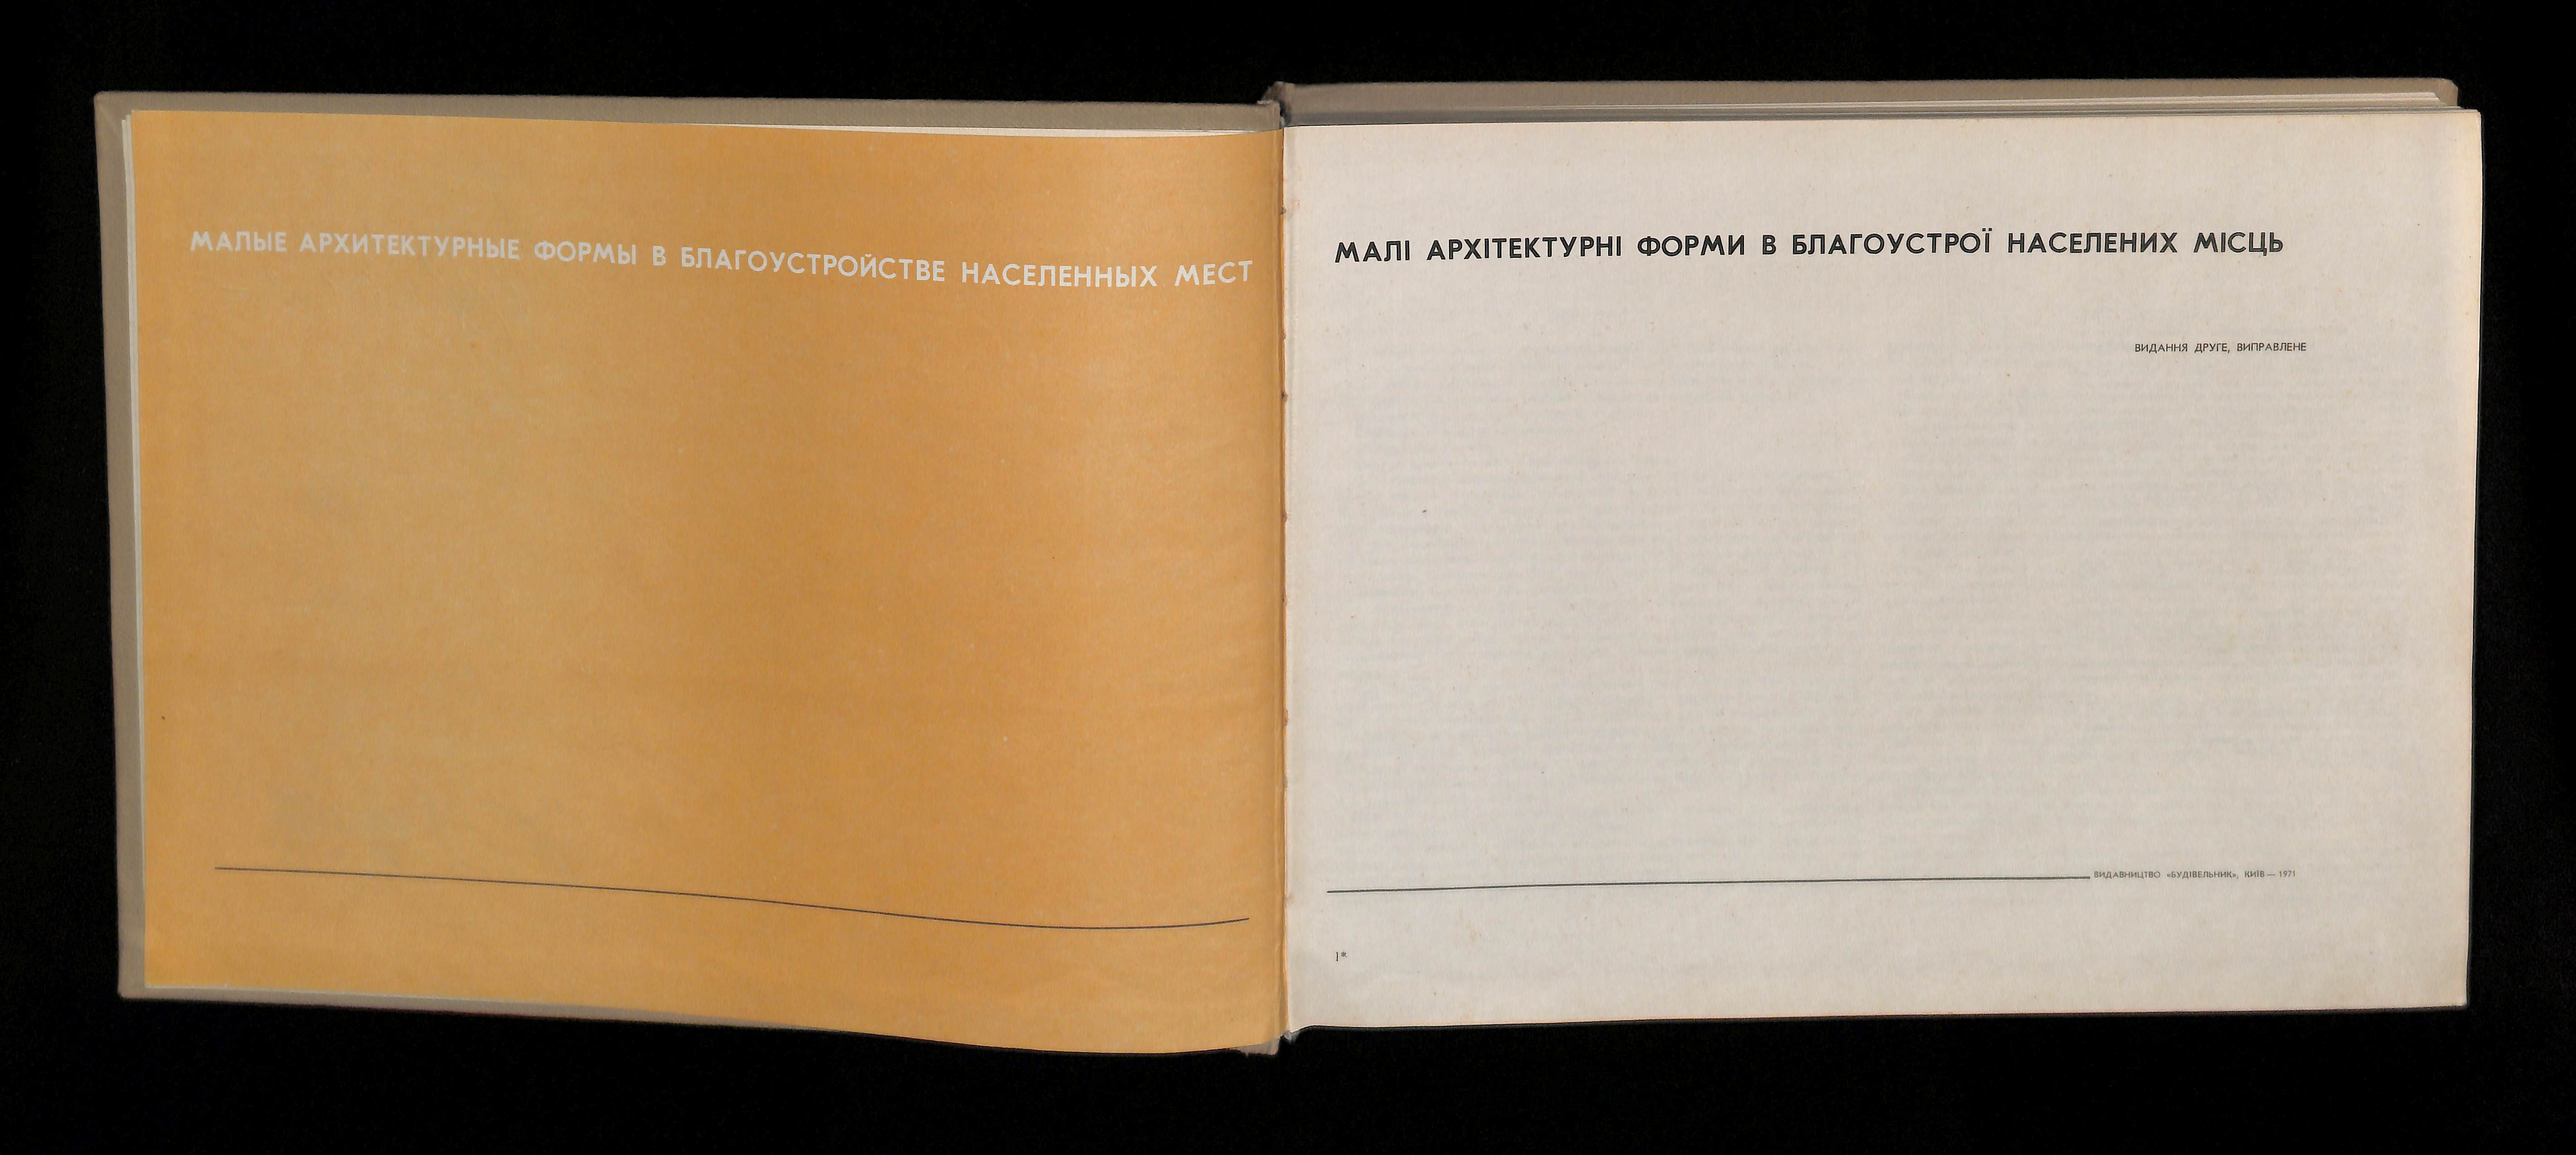 МАЛЫЕ АРХИТЕКТУРНЫЕ ФОРМЫ В БЛАГОУСТРОЙСТВЕ НАСЕЛЕННЫХ МЕСТ
МАЛІ АРХІТЕКТУРНІ ФОРМИ В БЛАГОУСТРОЇ НАСЕЛЕНИХ МІСЦЬ
ВИДАННЯ ДРУГЕ, ВИПРАВЛЕНЕ
ВИДАВНИЦТВО «БУДІВЕЛЬНИК», КИЇВ — 1971
1*